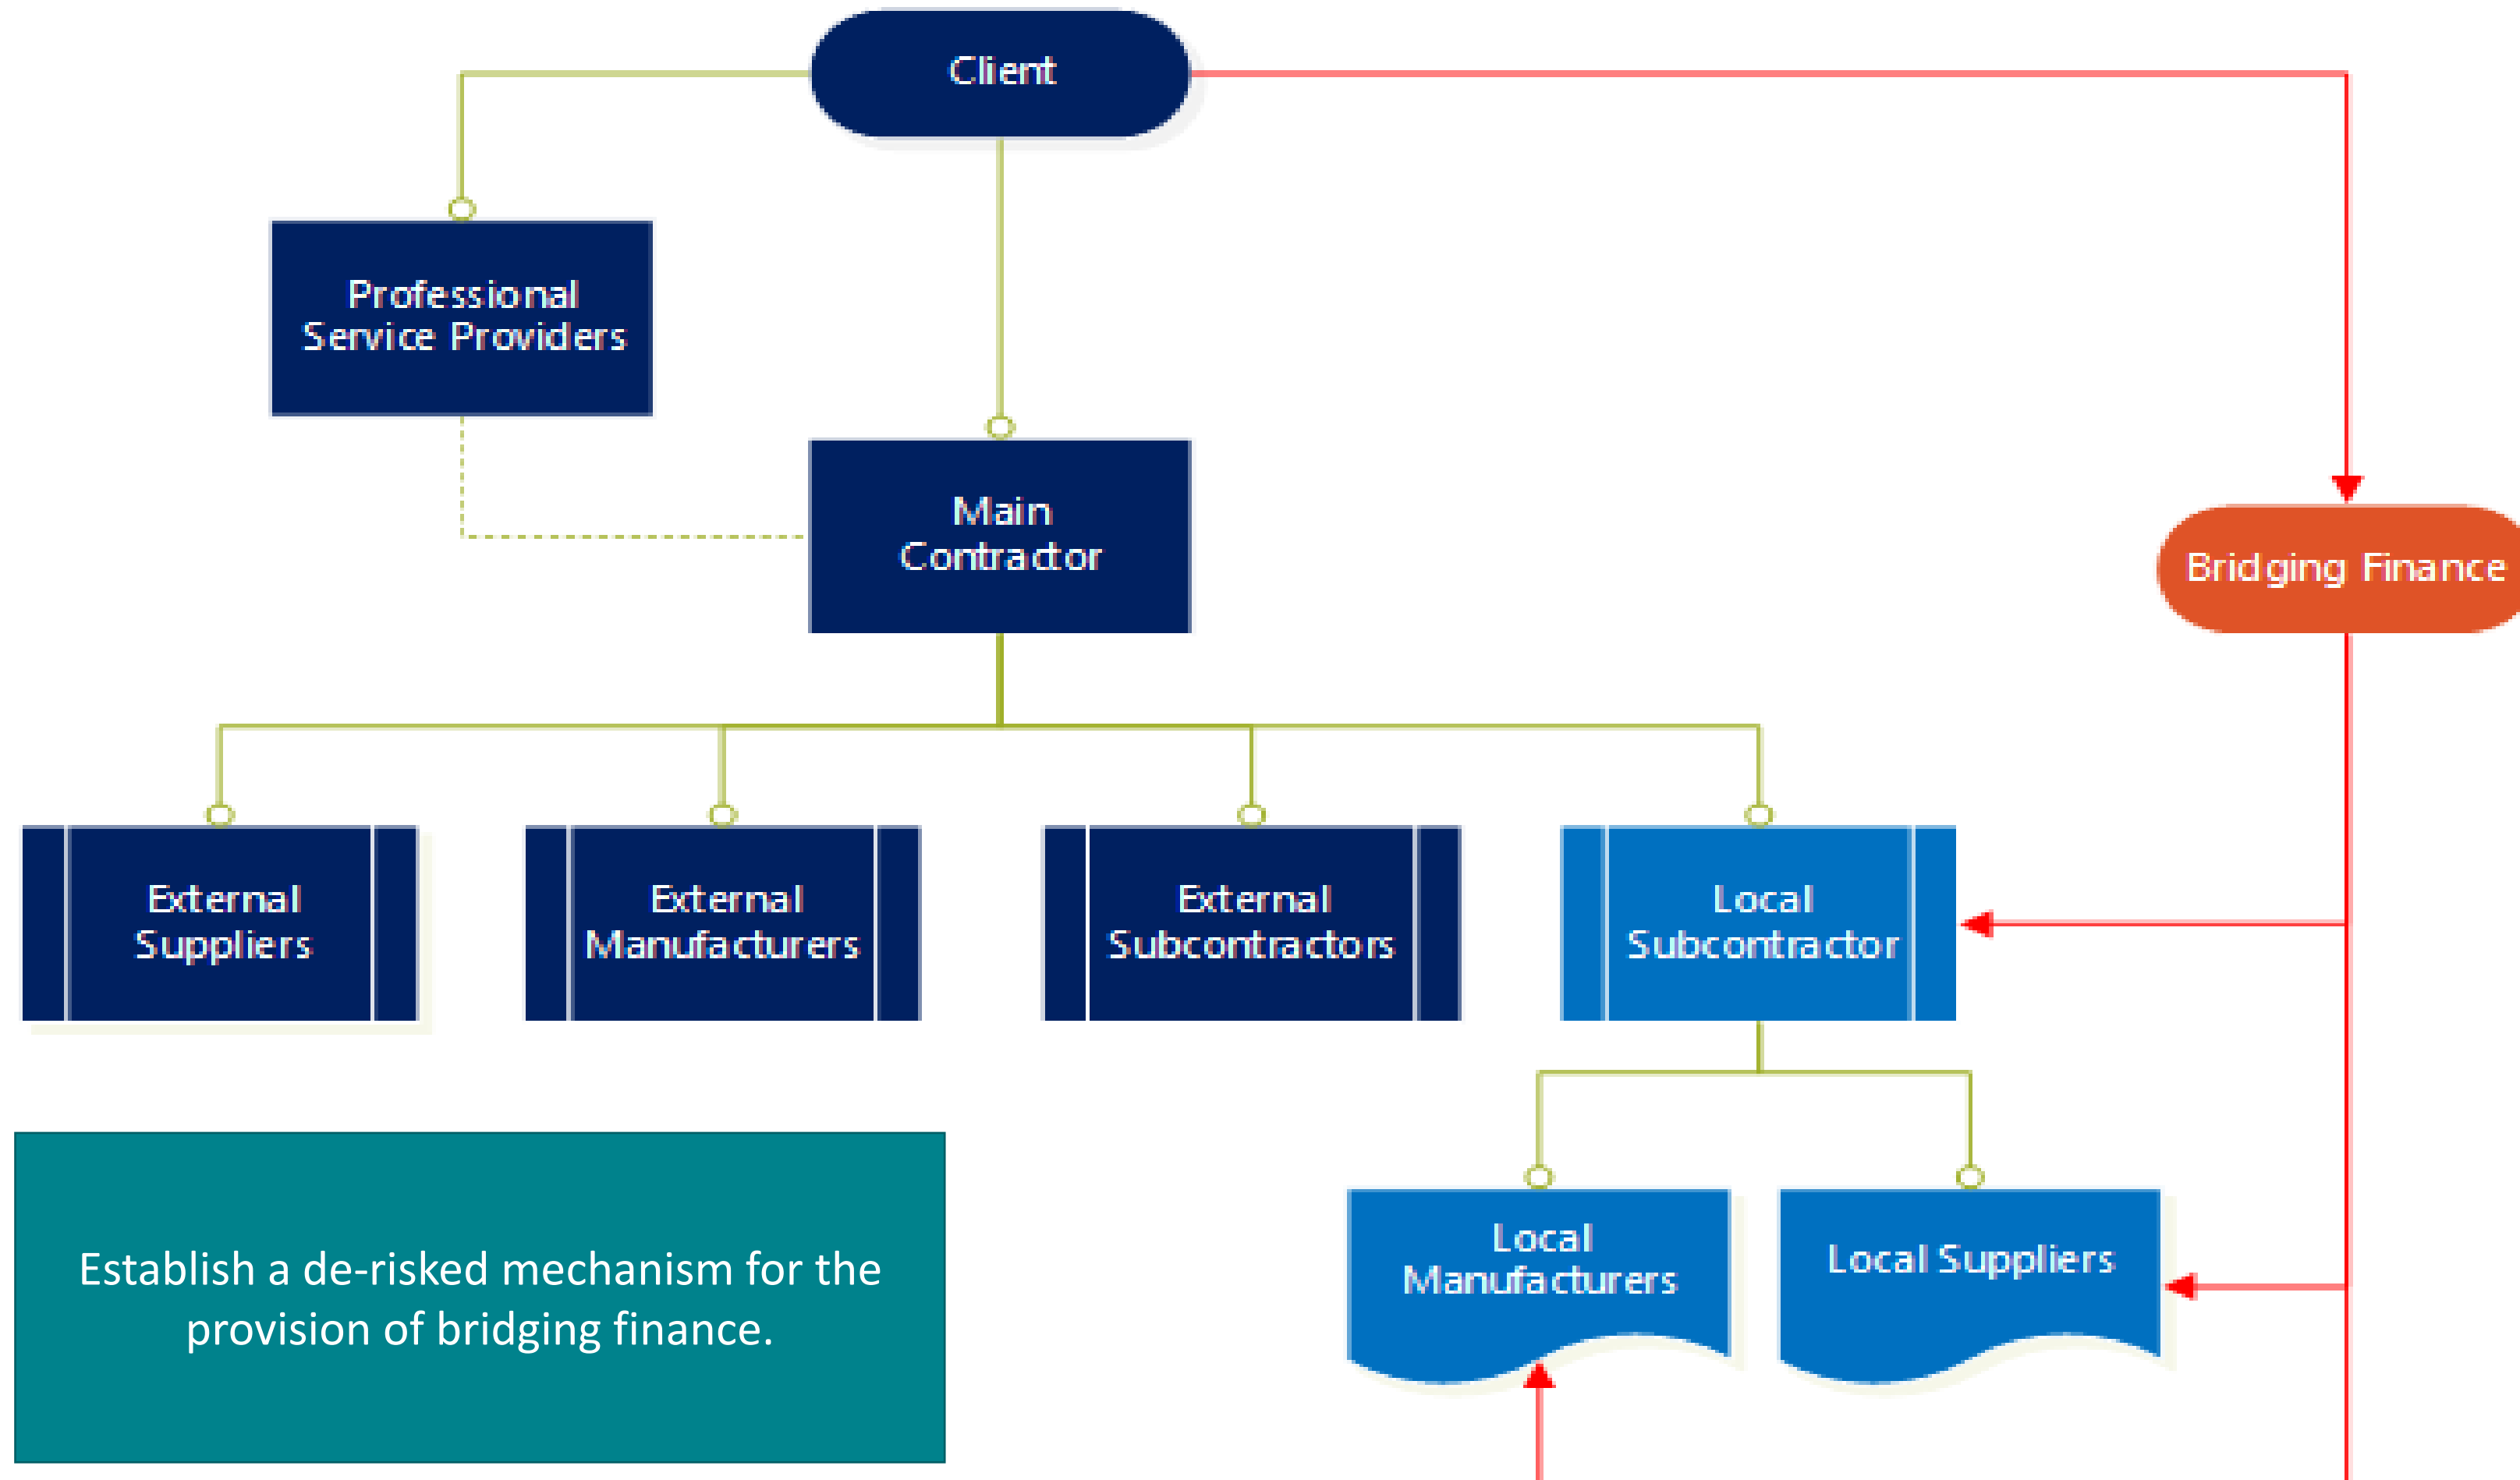 Client
Professional
Service Providers
Main
Contractor
Bridging Finance
External
Suppliers
External
Manufacturers
External
Subcontractors
Local
Subcontractor
Local
Manufacturers
Local Suppliers
Establish a de-risked mechanism for the
provision of bridging finance.